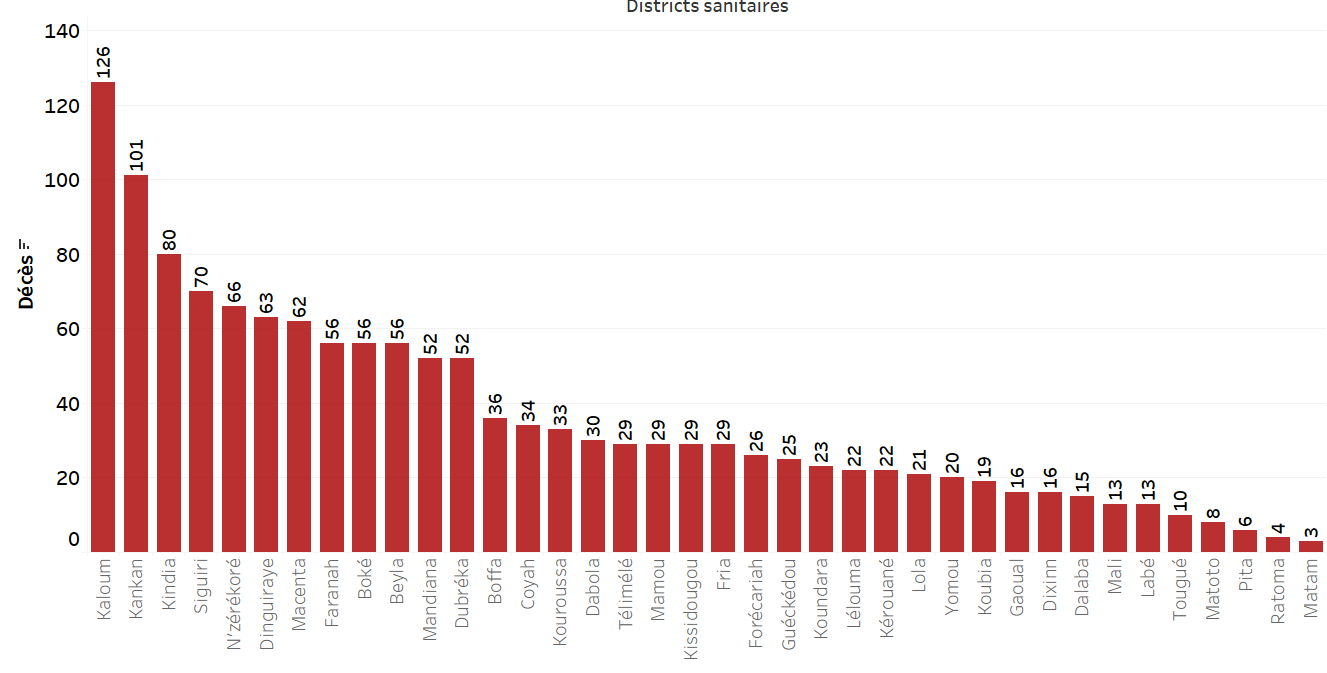 Districts sanitaires
Décès
140
120
100
80
60
40
20
0
126
101
80
70
66
63
62
56
56
56
52
52
36
34
33
30
29
29
29
29
26
25
23
22
22
21
20
19
16
16
15
13
13
10
8
6
4
3
Kaloum
Kankan
Kindia
Siguiri
N'zérékoré
Dinguiraye
Macenta
Faranah
Boké
Beyla
Mandiana
Dubréka
Boffa
Coyah
Kouroussa
Dabola
Télimélé
Mamou
Kissidougou
Fria
Forécariah
Guéckédou
Koundara
Lélouma
Kérouané
Lola
Yomou
Koubia
Gaoual
Dixinn
Dalaba
Mali
Labé
Tougué
Matoto
Pita
Ratoma
Matam